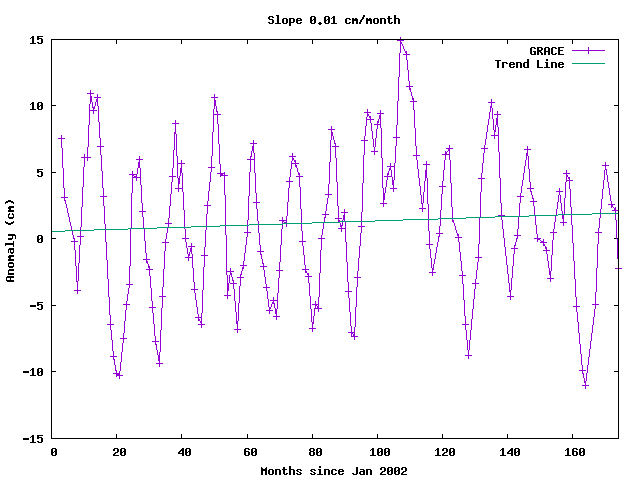 Slope 0.01 cm/month
GRACE
Trend Line
15
10
5
0
-5
-10
-15
Anomaly (cm)
0 20 40 60 80 100 120 140 160
Months since Jan 2002